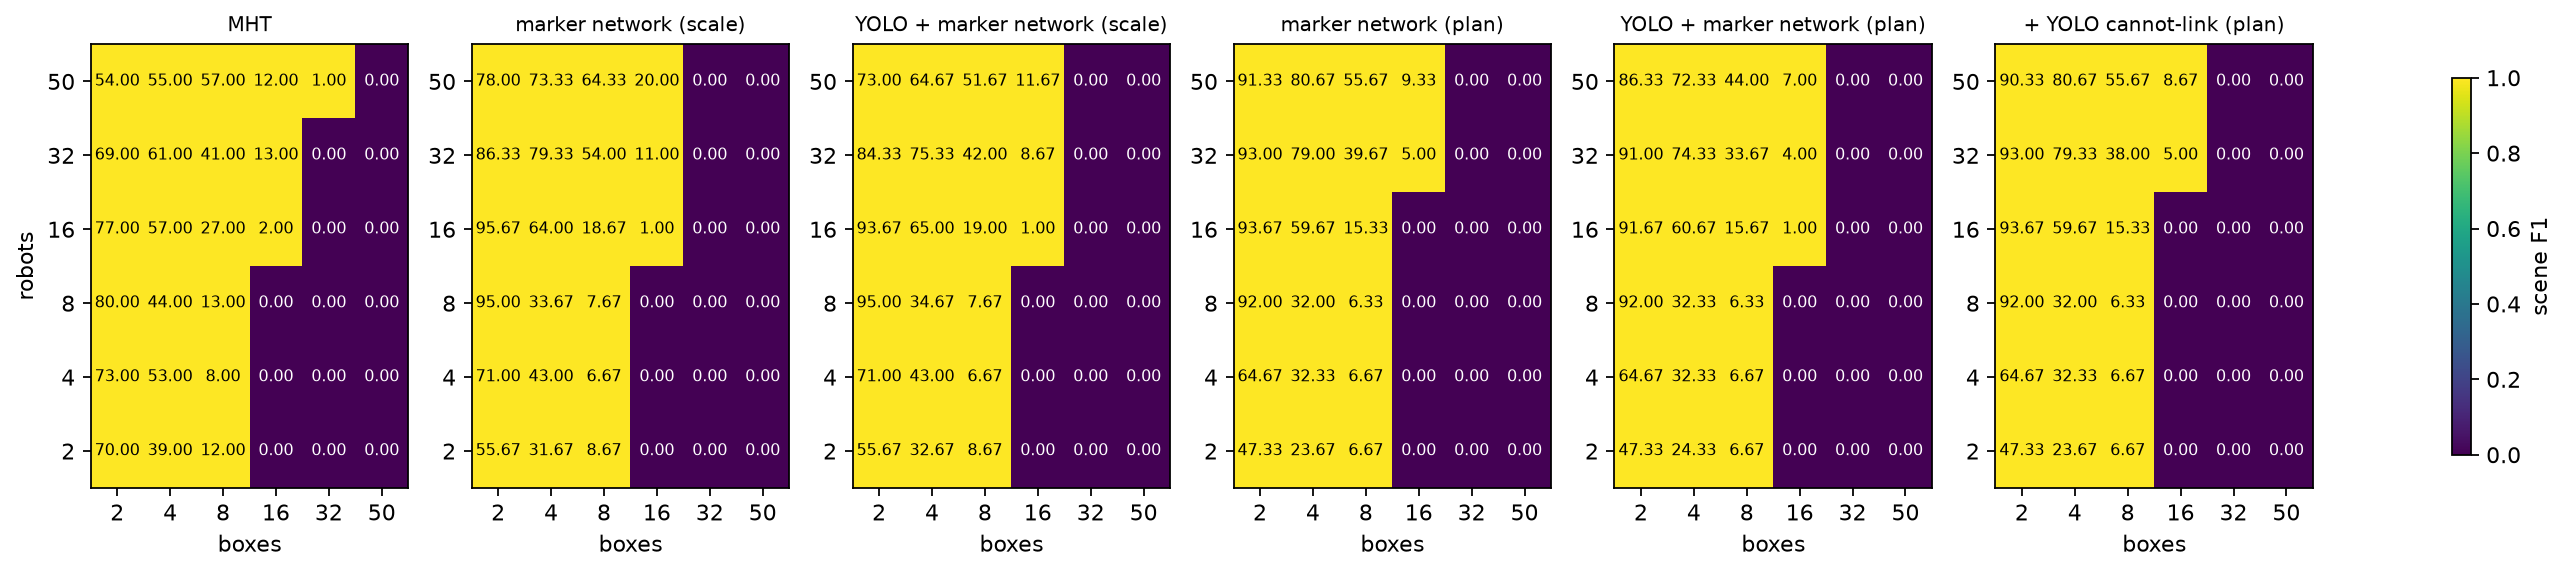 MHT
marker network (scale)
YOLO + marker network (scale)
marker network (plan)
YOLO + marker network (plan)
+ YOLO cannot-link (plan)
robots
50 54.00 55.00 57.00 12.00 1.00 0.00
32 69.00 61.00 41.00 13.00 0.00 0.00
16 77.00 57.00 27.00 2.00 0.00 0.00
8 80.00 44.00 13.00 0.00 0.00 0.00
4 73.00 53.00 8.00 0.00 0.00 0.00
2 70.00 39.00 12.00 0.00 0.00 0.00
2 4 8 16 32 50
boxes
50 78.00 73.33 64.33 20.00 0.00 0.00
32 86.33 79.33 54.00 11.00 0.00 0.00
16 95.67 64.00 18.67 1.00 0.00 0.00
8 95.00 33.67 7.67 0.00 0.00 0.00
4 71.00 43.00 6.67 0.00 0.00 0.00
2 55.67 31.67 8.67 0.00 0.00 0.00
2 4 8 16 32 50
boxes
50 73.00 64.67 51.67 11.67 0.00 0.00
32 84.33 75.33 42.00 8.67 0.00 0.00
16 93.67 65.00 19.00 1.00 0.00 0.00
8 95.00 34.67 7.67 0.00 0.00 0.00
4 71.00 43.00 6.67 0.00 0.00 0.00
2 55.67 32.67 8.67 0.00 0.00 0.00
2 4 8 16 32 50
boxes
50 91.33 80.67 55.67 9.33 0.00 0.00
32 93.00 79.00 39.67 5.00 0.00 0.00
16 93.67 59.67 15.33 0.00 0.00 0.00
8 92.00 32.00 6.33 0.00 0.00 0.00
4 64.67 32.33 6.67 0.00 0.00 0.00
2 47.33 23.67 6.67 0.00 0.00 0.00
2 4 8 16 32 50
boxes
50 86.33 72.33 44.00 7.00 0.00 0.00
32 91.00 74.33 33.67 4.00 0.00 0.00
16 91.67 60.67 15.67 1.00 0.00 0.00
8 92.00 32.33 6.33 0.00 0.00 0.00
4 64.67 32.33 6.67 0.00 0.00 0.00
2 47.33 24.33 6.67 0.00 0.00 0.00
2 4 8 16 32 50
boxes
50 90.33 80.67 55.67 8.67 0.00 0.00
32 93.00 79.33 38.00 5.00 0.00 0.00
16 93.67 59.67 15.33 0.00 0.00 0.00
8 92.00 32.00 6.33 0.00 0.00 0.00
4 64.67 32.33 6.67 0.00 0.00 0.00
2 47.33 23.67 6.67 0.00 0.00 0.00
2 4 8 16 32 50
boxes
1.0
0.8
0.6
0.4
0.2
0.0
scene F1